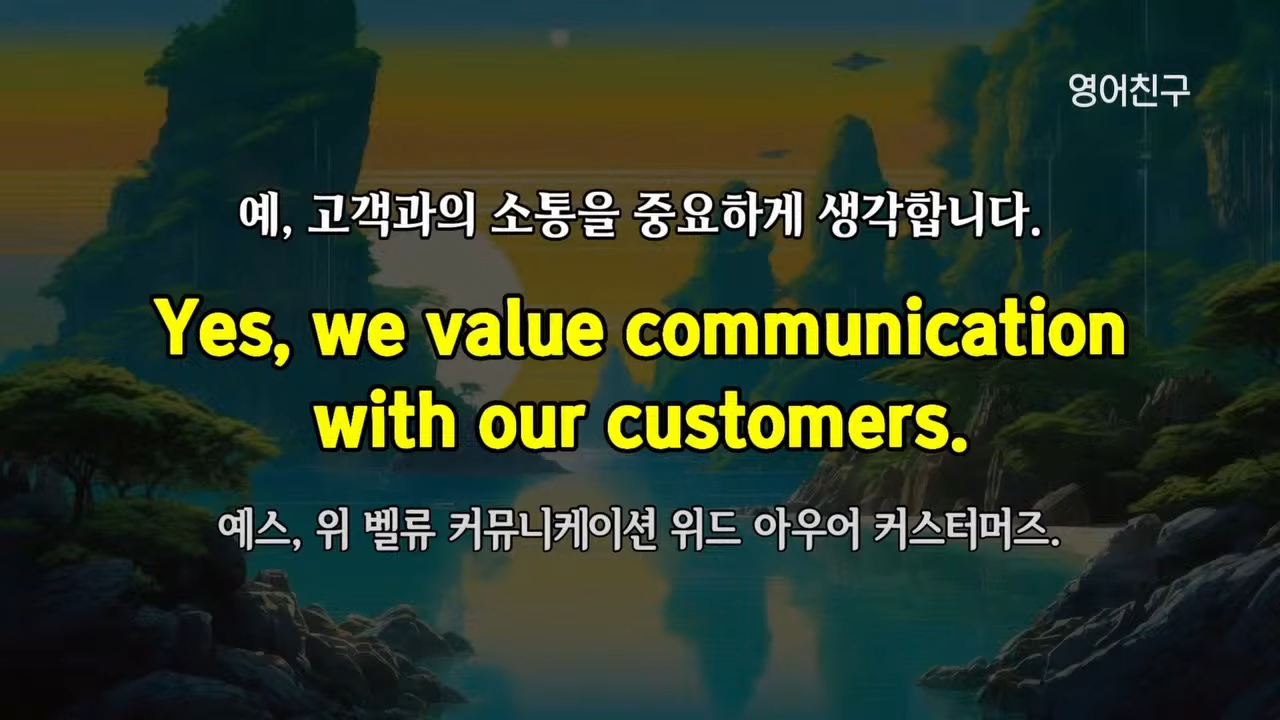 영어친구
예, 고객과의 소통을 중요하게 생각합니다.
Yes, we value communication
with our customers.
예스, 위 벨류 커뮤니케이션 위드 아우어 커스터머즈.